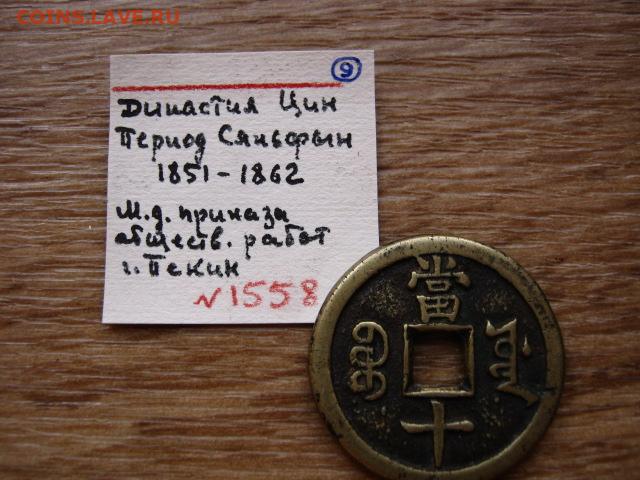 COINS.LAVE.RU
9
Династия Цин
Период Сяньфын
1851-1862
М.д. приказа
обществ. работ
г. Пекин
N1558
當
十